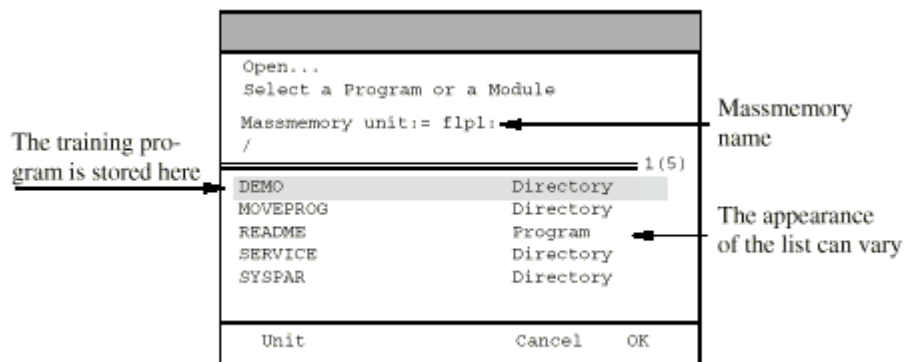 Open...
Select a Program or a Module
Massmemory unit:= flp1:
/
1(5)
DEMO Directory
MOVEPROG Directory
README Program
SERVICE Directory
SYSPAR Directory
Unit Cancel OK
The training pro-
gram is stored here
Massmemory
name
The appearance
of the list can vary